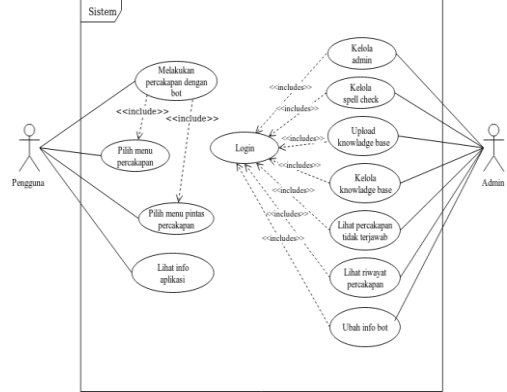 Sistem
Melakukan
percakapan dengan
bot
<<include>>
<<include>>
Pilih menu
percakapan
Pilih menu pintas
percakapan
Lihat info
aplikasi
Pengguna
Login
<<includes>>
<<includes>>
<<includes>>
<<includes>>
<<includes>>
<<includes>>
<<includes>>
Kelola
admin
Kelola
spell check
Upload
knowladge base
Kelola
knowladge base
Lihat percakapan
tidak terjawab
Lihat riwayat
percakapan
Ubah info bot
Admin